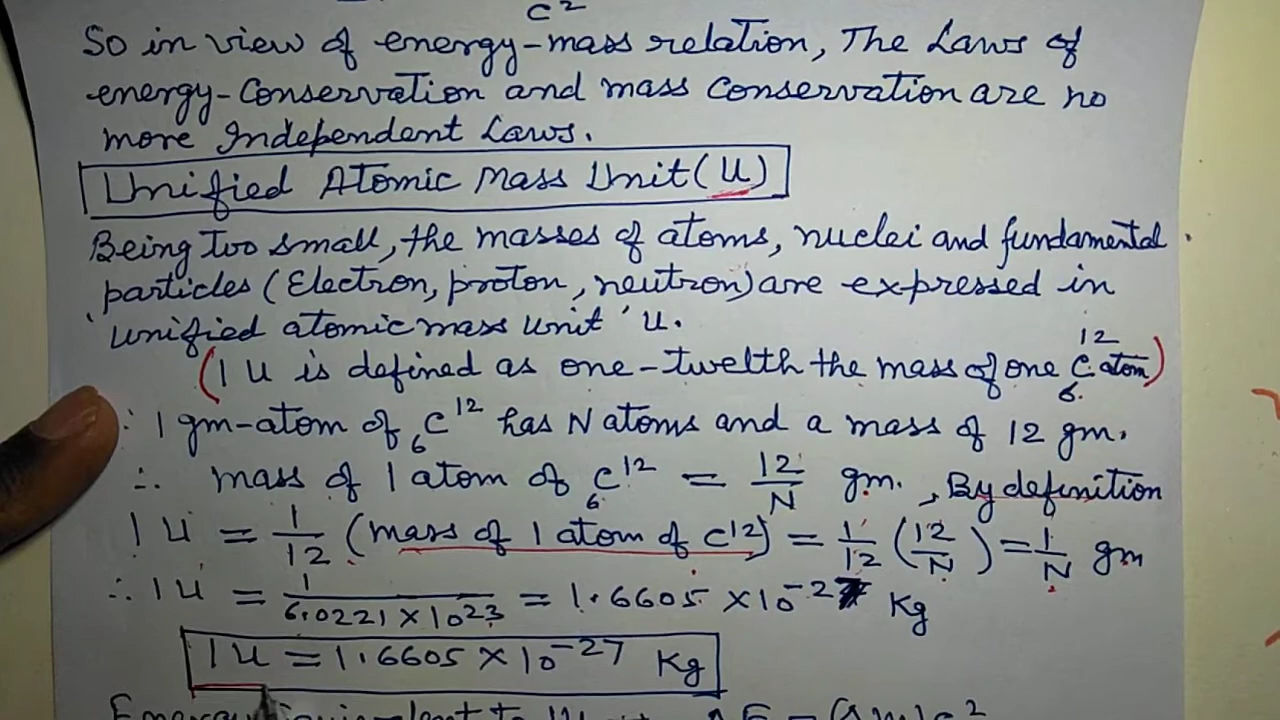 c²
So in view of energy-mass relation, The Laws of
energy-Conservation and mass Conservation are no
more Independent Laws.
Unified Atomic Mass Unit (u)
Being Too small, the masses of atoms, nuclei and fundamental
particles (Electron, proton, neutron) are expressed in
unified atomic mass unit 'u.
(1 u is defined as one-twelth the mass of one ₆C¹² atom)
∵ 1 gm-atom of ₆C¹² has N atoms and a mass of 12 gm.
∴ mass of 1 atom of ₆C¹² = 12/N gm. , By definition
1 u = 1/12 (mass of 1 atom of C¹²) = 1/12 (12/N) = 1/N gm
∴ 1 u = 1/(6.0221 × 10²³) = 1.6605 × 10⁻²⁷ Kg
1 u = 1.6605 × 10⁻²⁷ Kg